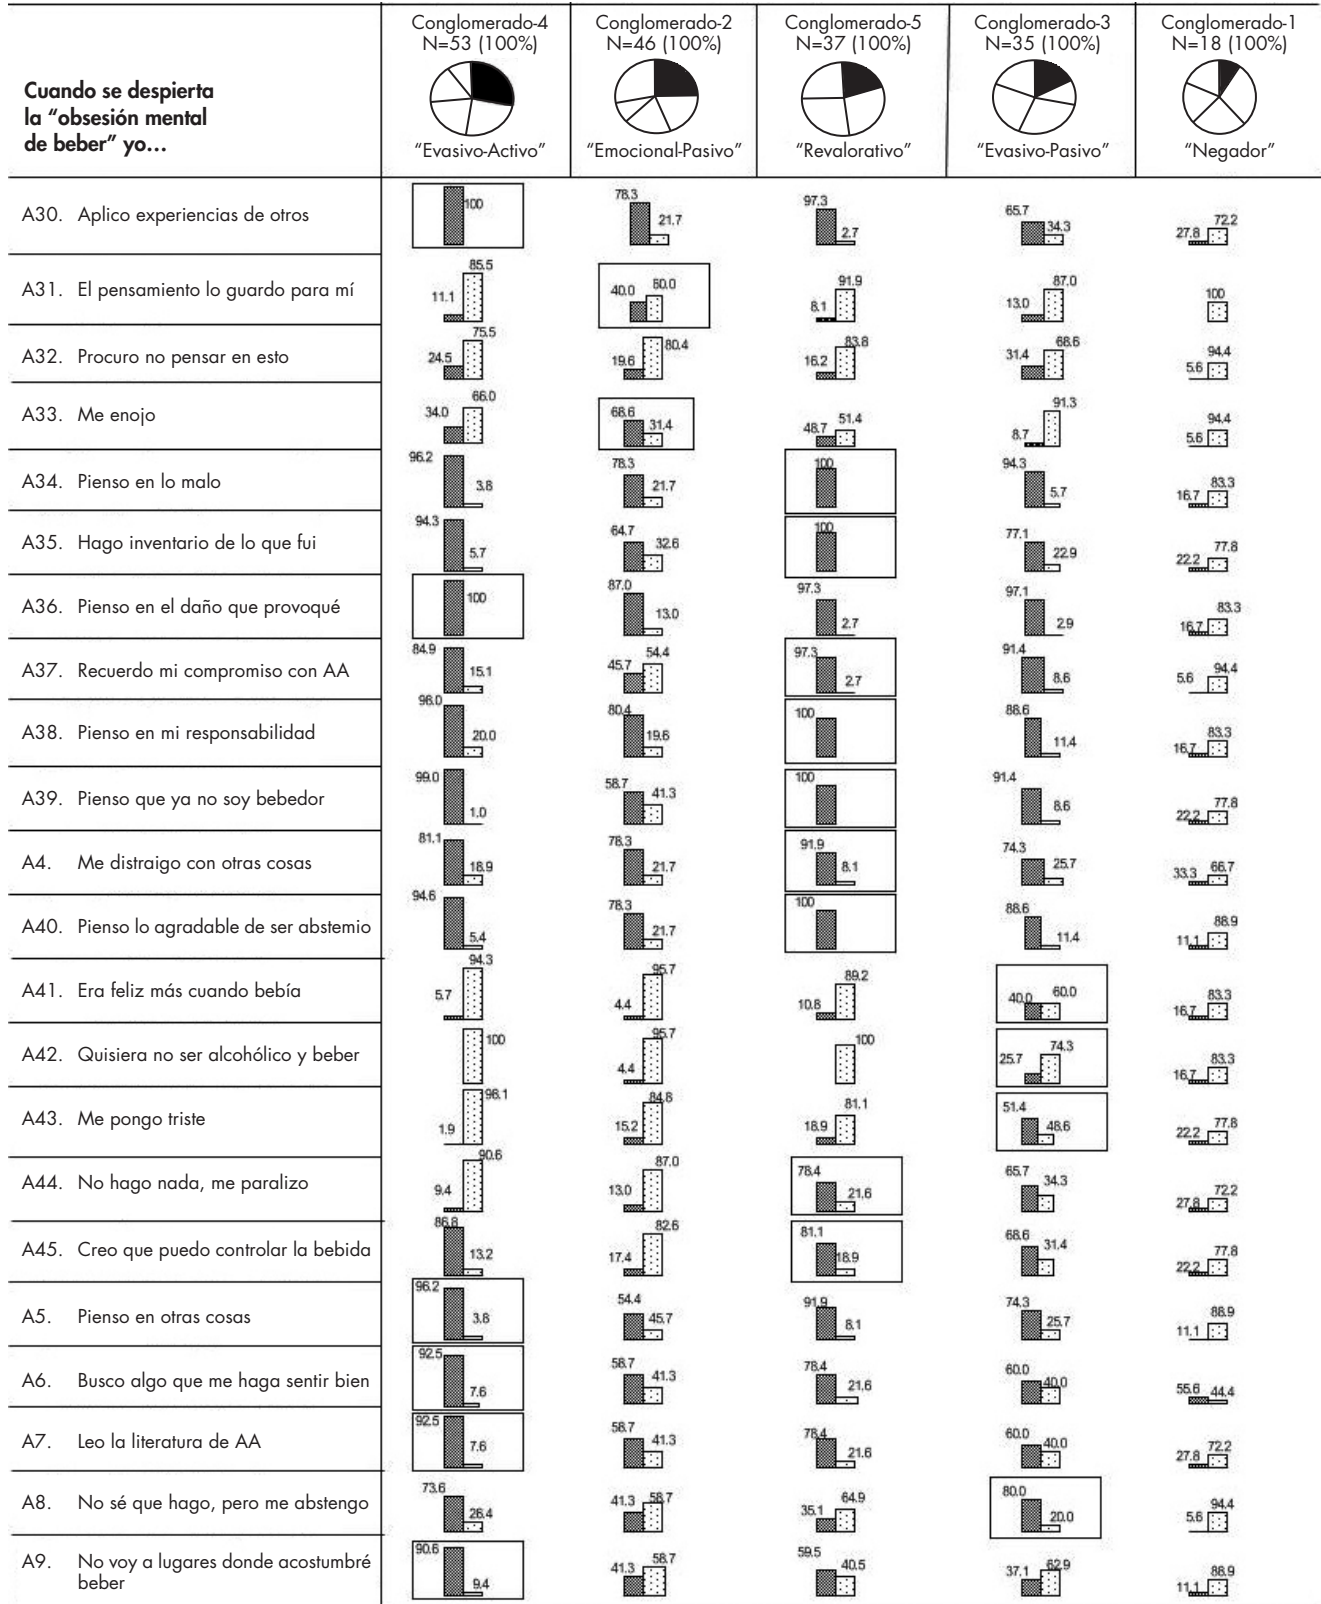 Conglomerado-4 Conglomerado-2 Conglomerado-5 Conglomerado-3 Conglomerado-1
N=53 (100%) N=46 (100%) N=37 (100%) N=35 (100%) N=18 (100%)
Cuando se despierta
la “obsesión mental
de beber” yo...
“Evasivo-Activo” “Emocional-Pasivo” “Revalorativo” “Evasivo-Pasivo” “Negador”
A30. Aplico experiencias de otros 100 78.3 21.7 97.3 2.7 65.7 34.3 27.8 72.2
A31. El pensamiento lo guardo para mí 11.1 85.5 40.0 60.0 8.1 91.9 13.0 87.0 100
A32. Procuro no pensar en esto 24.5 75.5 19.6 80.4 16.2 83.8 31.4 68.6 5.6 94.4
A33. Me enojo 34.0 66.0 68.6 31.4 48.7 51.4 8.7 91.3 5.6 94.4
A34. Pienso en lo malo 96.2 3.8 78.3 21.7 100 94.3 5.7 16.7 83.3
A35. Hago inventario de lo que fui 94.3 5.7 64.7 32.6 100 77.1 22.9 22.2 77.8
A36. Pienso en el daño que provoqué 100 87.0 13.0 97.3 2.7 97.1 2.9 16.7 83.3
A37. Recuerdo mi compromiso con AA 84.9 15.1 45.7 54.4 97.3 2.7 91.4 8.6 5.6 94.4
A38. Pienso en mi responsabilidad 96.0 20.0 80.4 19.6 100 88.6 11.4 16.7 83.3
A39. Pienso que ya no soy bebedor 99.0 1.0 58.7 41.3 100 91.4 8.6 22.2 77.8
A4. Me distraigo con otras cosas 81.1 18.9 78.3 21.7 91.9 8.1 74.3 25.7 33.3 66.7
A40. Pienso lo agradable de ser abstemio 94.6 5.4 78.3 21.7 100 88.6 11.4 11.1 88.9
A41. Era feliz más cuando bebía 5.7 94.3 4.4 95.7 10.8 89.2 40.0 60.0 16.7 83.3
A42. Quisiera no ser alcohólico y beber 100 4.4 95.7 100 25.7 74.3 16.7 83.3
A43. Me pongo triste 1.9 98.1 15.2 84.8 18.9 81.1 51.4 48.6 22.2 77.8
A44. No hago nada, me paralizo 9.4 90.6 13.0 87.0 78.4 21.6 65.7 34.3 27.8 72.2
A45. Creo que puedo controlar la bebida 86.8 13.2 17.4 82.6 81.1 18.9 68.6 31.4 22.2 77.8
A5. Pienso en otras cosas 96.2 3.8 54.4 45.7 91.9 8.1 74.3 25.7 11.1 88.9
A6. Busco algo que me haga sentir bien 92.5 7.6 58.7 41.3 78.4 21.6 60.0 40.0 55.6 44.4
A7. Leo la literatura de AA 92.5 7.6 58.7 41.3 78.4 21.6 60.0 40.0 27.8 72.2
A8. No sé que hago, pero me abstengo 73.6 26.4 41.3 58.7 35.1 64.9 80.0 20.0 5.6 94.4
A9. No voy a lugares donde acostumbré 90.6 9.4 41.3 58.7 59.5 40.5 37.1 62.9 11.1 88.9
beber